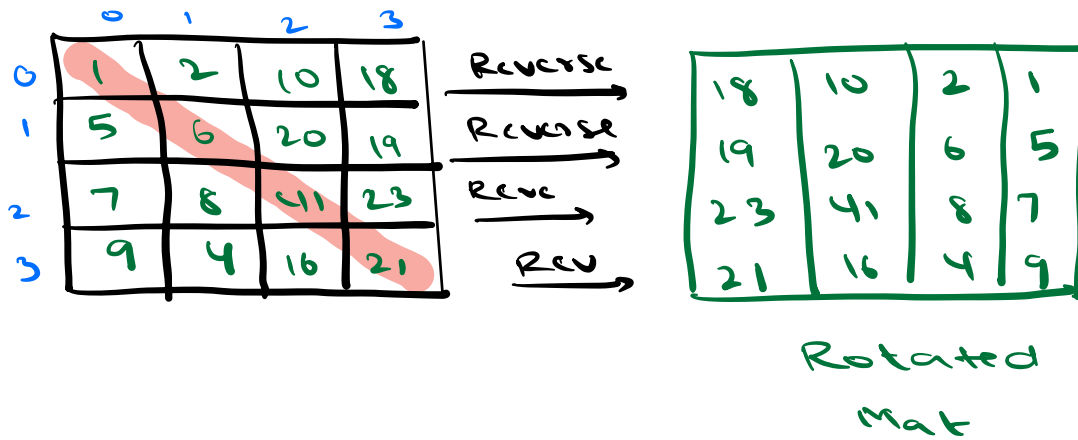 0 1 2 3
0 1 2 10 18 Reverse 18 10 2 1
1 5 6 20 19 Reverse 19 20 6 5
2 7 8 41 23 Reve 23 41 8 7
3 9 4 16 21 Rev 21 16 4 9
Rotated
Mat